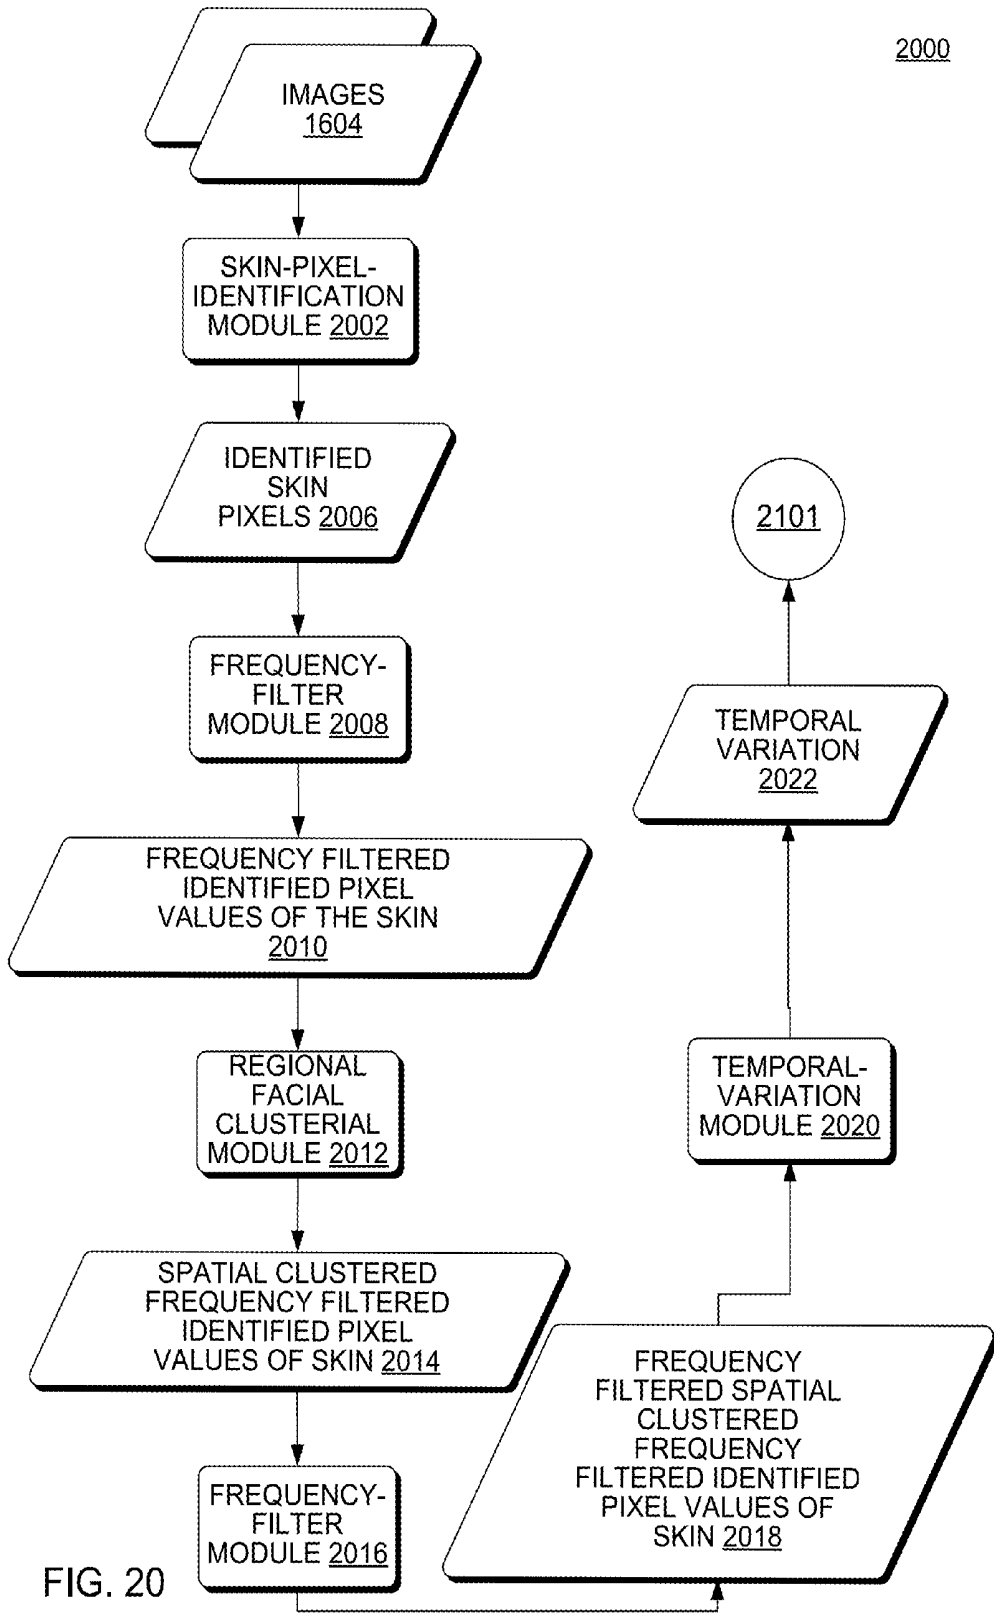 2000
IMAGES
1604
SKIN-PIXEL-
IDENTIFICATION
MODULE 2002
IDENTIFIED
SKIN
PIXELS 2006
FREQUENCY-
FILTER
MODULE 2008
FREQUENCY FILTERED
IDENTIFIED PIXEL
VALUES OF THE SKIN
2010
REGIONAL
FACIAL
CLUSTERIAL
MODULE 2012
SPATIAL CLUSTERED
FREQUENCY FILTERED
IDENTIFIED PIXEL
VALUES OF SKIN 2014
FREQUENCY-
FILTER
MODULE 2016
FREQUENCY
FILTERED SPATIAL
CLUSTERED
FREQUENCY
FILTERED IDENTIFIED
PIXEL VALUES OF
SKIN 2018
TEMPORAL-
VARIATION
MODULE 2020
TEMPORAL
VARIATION
2022
2101
FIG. 20